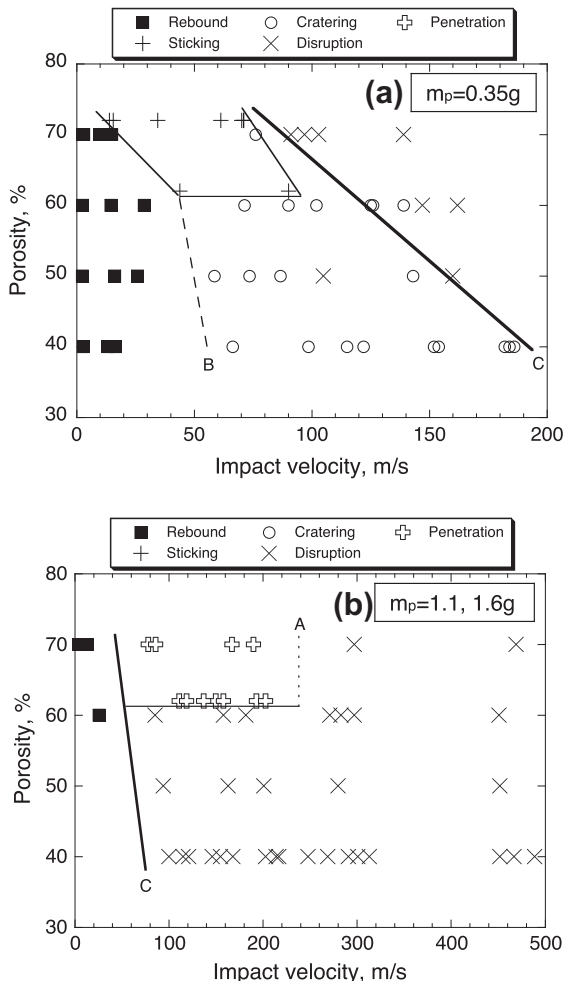 Rebound Cratering Penetration
Sticking Disruption
(a) mp=0.35g
80
70
60
50
40
30
Porosity, %
B
C
0 50 100 150 200
Impact velocity, m/s
Rebound Cratering Penetration
Sticking Disruption
(b) mp=1.1, 1.6g
80
70
60
50
40
30
Porosity, %
A
C
0 100 200 300 400 500
Impact velocity, m/s